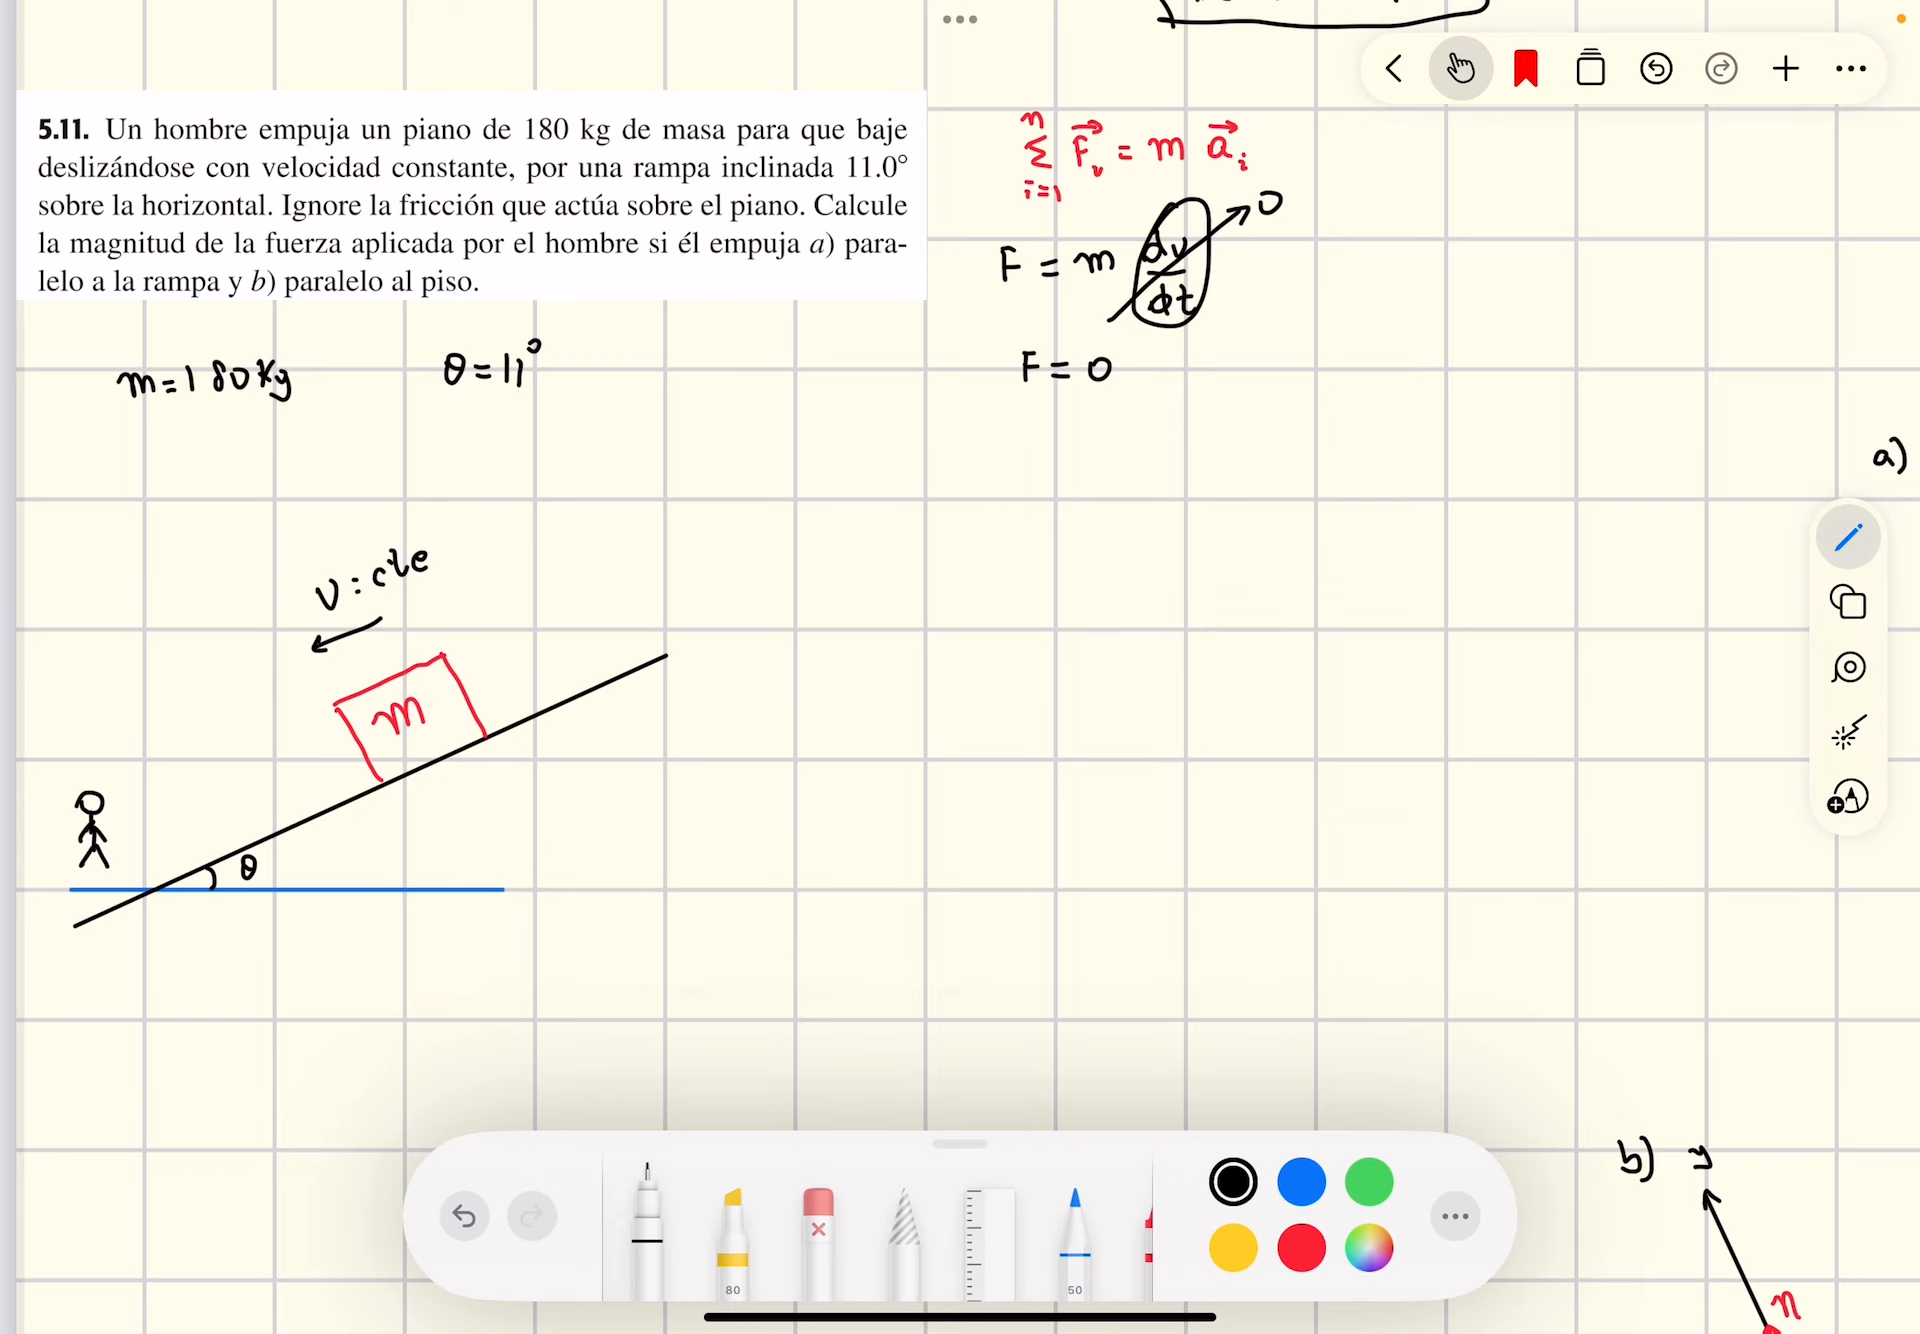 5.11. Un hombre empuja un piano de 180 kg de masa para que baje
deslizándose con velocidad constante, por una rampa inclinada 11.0°
sobre la horizontal. Ignore la fricción que actúa sobre el piano. Calcule
la magnitud de la fuerza aplicada por el hombre si él empuja a) para-
lelo a la rampa y b) paralelo al piso.
m=180 Kg
θ=11°
n
Σ F⃗i = m a⃗i
i=1
F = m dv/dt 0
F = 0
a)
v: cte
m
θ
b) y
n
80
50